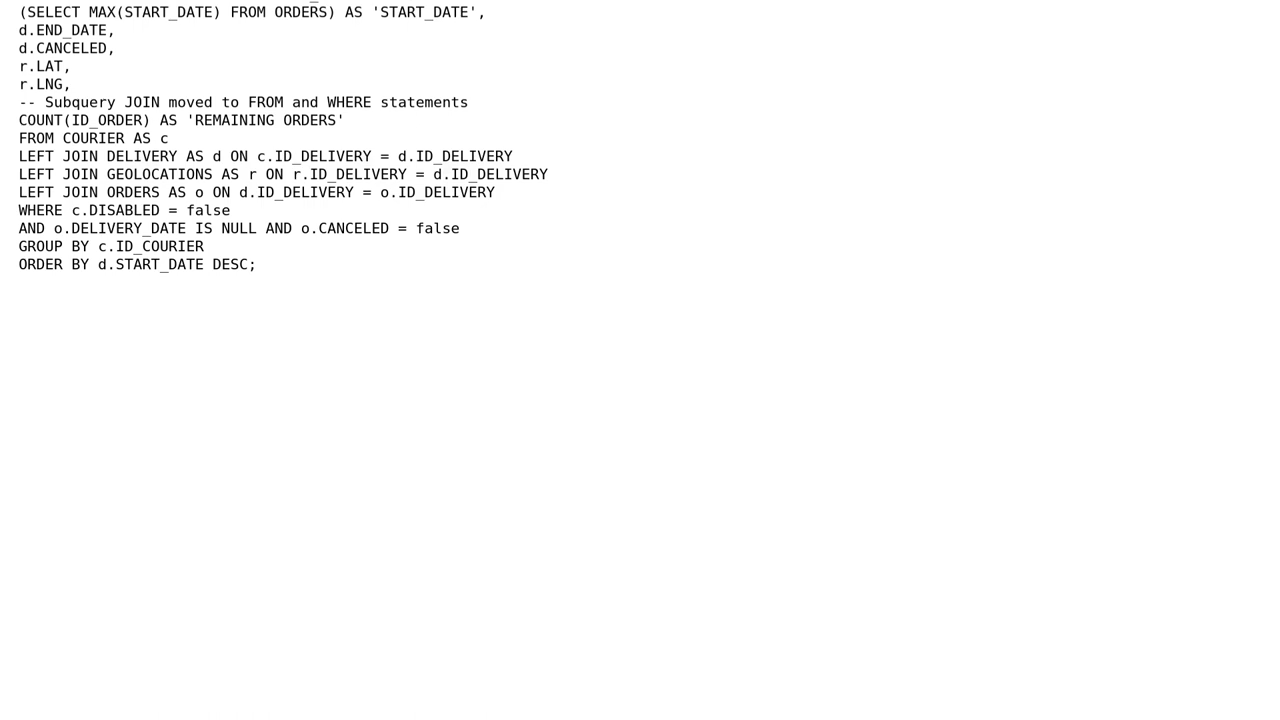 (SELECT MAX(START_DATE) FROM ORDERS) AS 'START_DATE',
d.END_DATE,
d.CANCELED,
r.LAT,
r.LNG,
-- Subquery JOIN moved to FROM and WHERE statements
COUNT(ID_ORDER) AS 'REMAINING ORDERS'
FROM COURIER AS c
LEFT JOIN DELIVERY AS d ON c.ID_DELIVERY = d.ID_DELIVERY
LEFT JOIN GEOLOCATIONS AS r ON r.ID_DELIVERY = d.ID_DELIVERY
LEFT JOIN ORDERS AS o ON d.ID_DELIVERY = o.ID_DELIVERY
WHERE c.DISABLED = false
AND o.DELIVERY_DATE IS NULL AND o.CANCELED = false
GROUP BY c.ID_COURIER
ORDER BY d.START_DATE DESC;